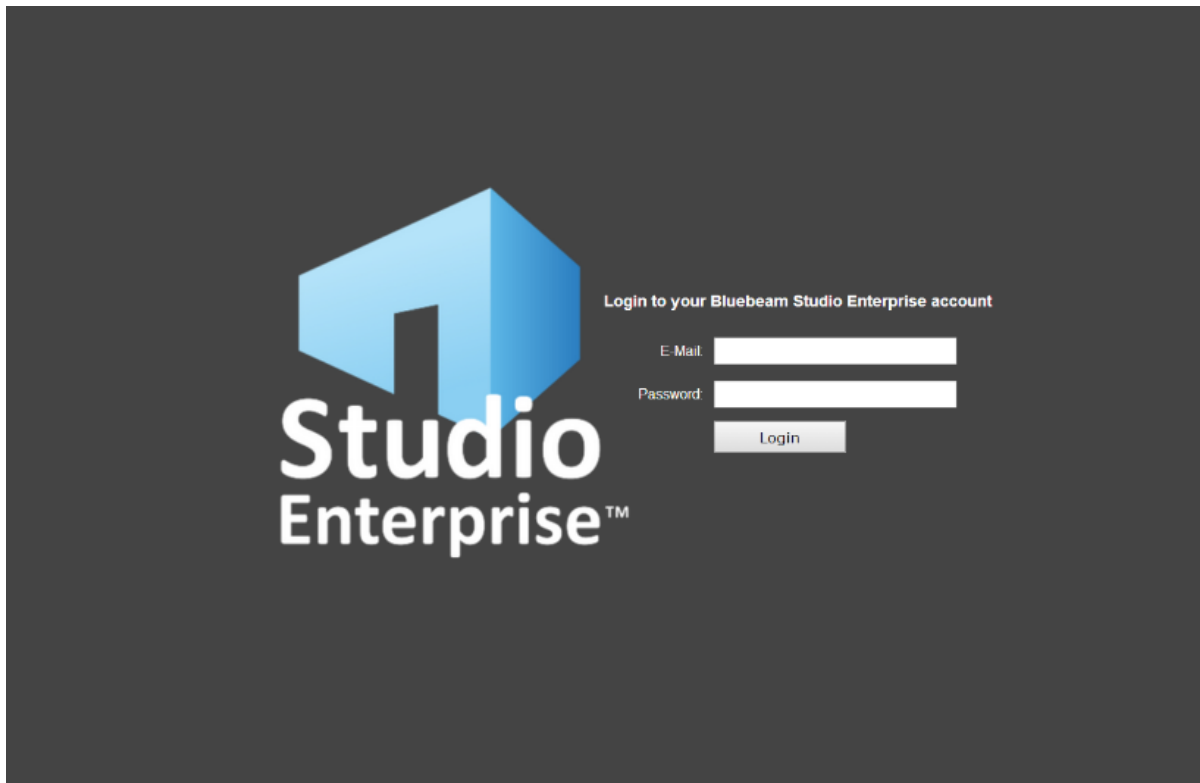 Studio
Enterprise™
Login to your Bluebeam Studio Enterprise account
E-Mail:
Password:
Login